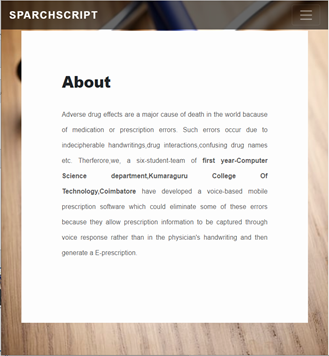 SPARCHSCRIPT
About
Adverse drug effects are a major cause of death in the world bacause
of medication or prescription errors. Such errors occur due to
indecipherable handwritings,drug interactions,confusing drug names
etc. Therferore,we, a six-student-team of first year-Computer
Science department,Kumaraguru College Of
Technology,Coimbatore have developed a voice-based mobile
prescription software which could eliminate some of these errors
because they allow prescription information to be captured through
voice response rather than in the physician's handwriting and then
generate a E-prescription.